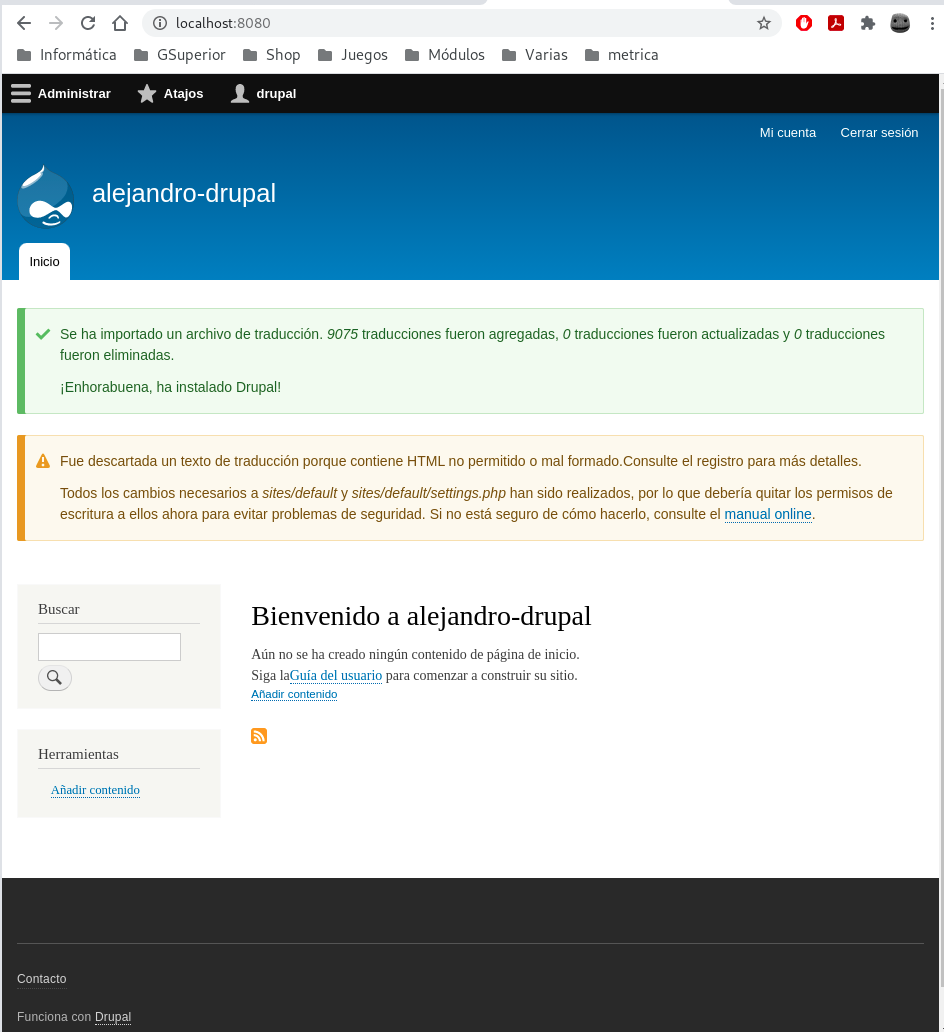 localhost:8080
Informática GSuperior Shop Juegos Módulos Varias metrica
Administrar Atajos drupal
Mi cuenta Cerrar sesión
alejandro-drupal
Inicio
Se ha importado un archivo de traducción. 9075 traducciones fueron agregadas, 0 traducciones fueron actualizadas y 0 traducciones
fueron eliminadas.
¡Enhorabuena, ha instalado Drupal!
Fue descartada un texto de traducción porque contiene HTML no permitido o mal formado.Consulte el registro para más detalles.
Todos los cambios necesarios a sites/default y sites/default/settings.php han sido realizados, por lo que debería quitar los permisos de
escritura a ellos ahora para evitar problemas de seguridad. Si no está seguro de cómo hacerlo, consulte el manual online.
Buscar
Bienvenido a alejandro-drupal
Aún no se ha creado ningún contenido de página de inicio.
Siga laGuía del usuario para comenzar a construir su sitio.
Añadir contenido
Herramientas
Añadir contenido
Contacto
Funciona con Drupal